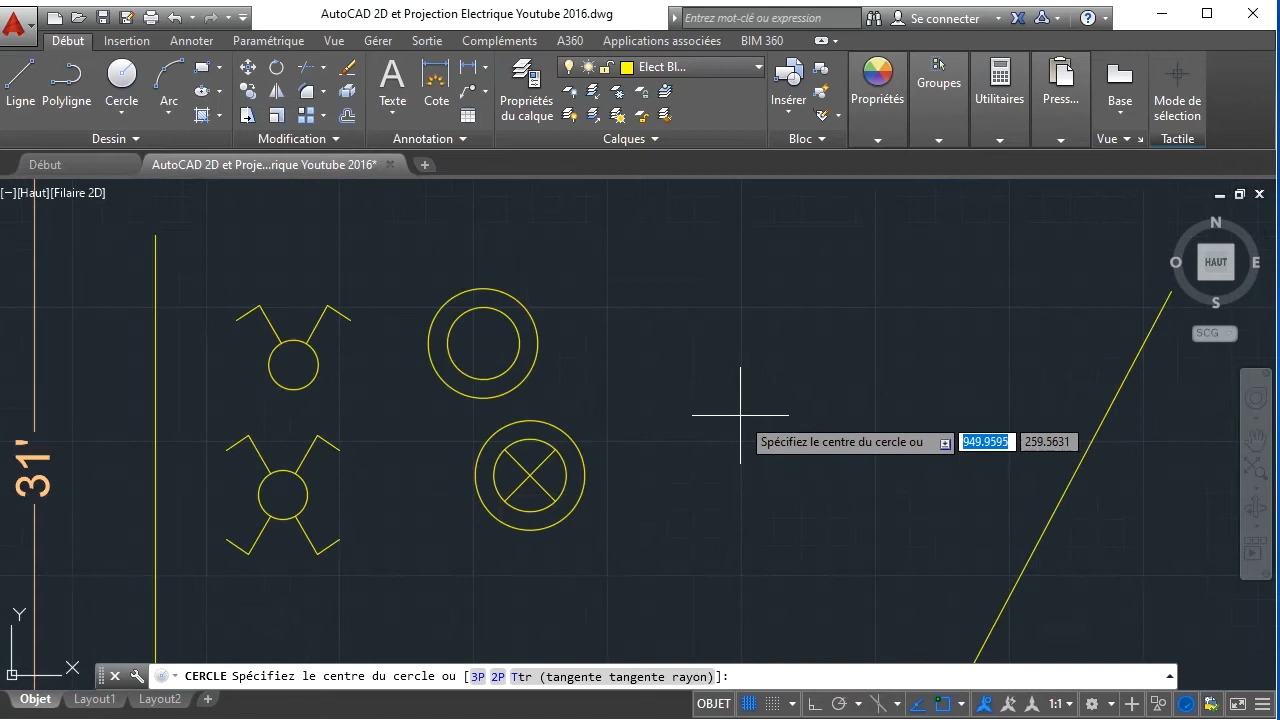 AutoCAD 2D et Projection Electrique Youtube 2016.dwg
Entrez mot-clé ou expression
Se connecter
Début Insertion Annoter Paramétrique Vue Gérer Sortie Compléments A360 Applications associées BIM 360
Ligne Polyligne Cercle Arc
Texte Cote
Propriétés du calque
Elect Bl...
Insérer
Propriétés
Groupes
Utilitaires
Press...
Base
Mode de sélection
Dessin Modification Annotation Calques Bloc Vue Tactile
Début AutoCAD 2D et Proje...rique Youtube 2016*
[−][Haut][Filaire 2D]
N
O HAUT E
S
SCG
31'
Spécifiez le centre du cercle ou 949.9595 259.5631
Y
X
CERCLE Spécifiez le centre du cercle ou [3P 2P Ttr (tangente tangente rayon)]:
Objet Layout1 Layout2 +
OBJET 1:1